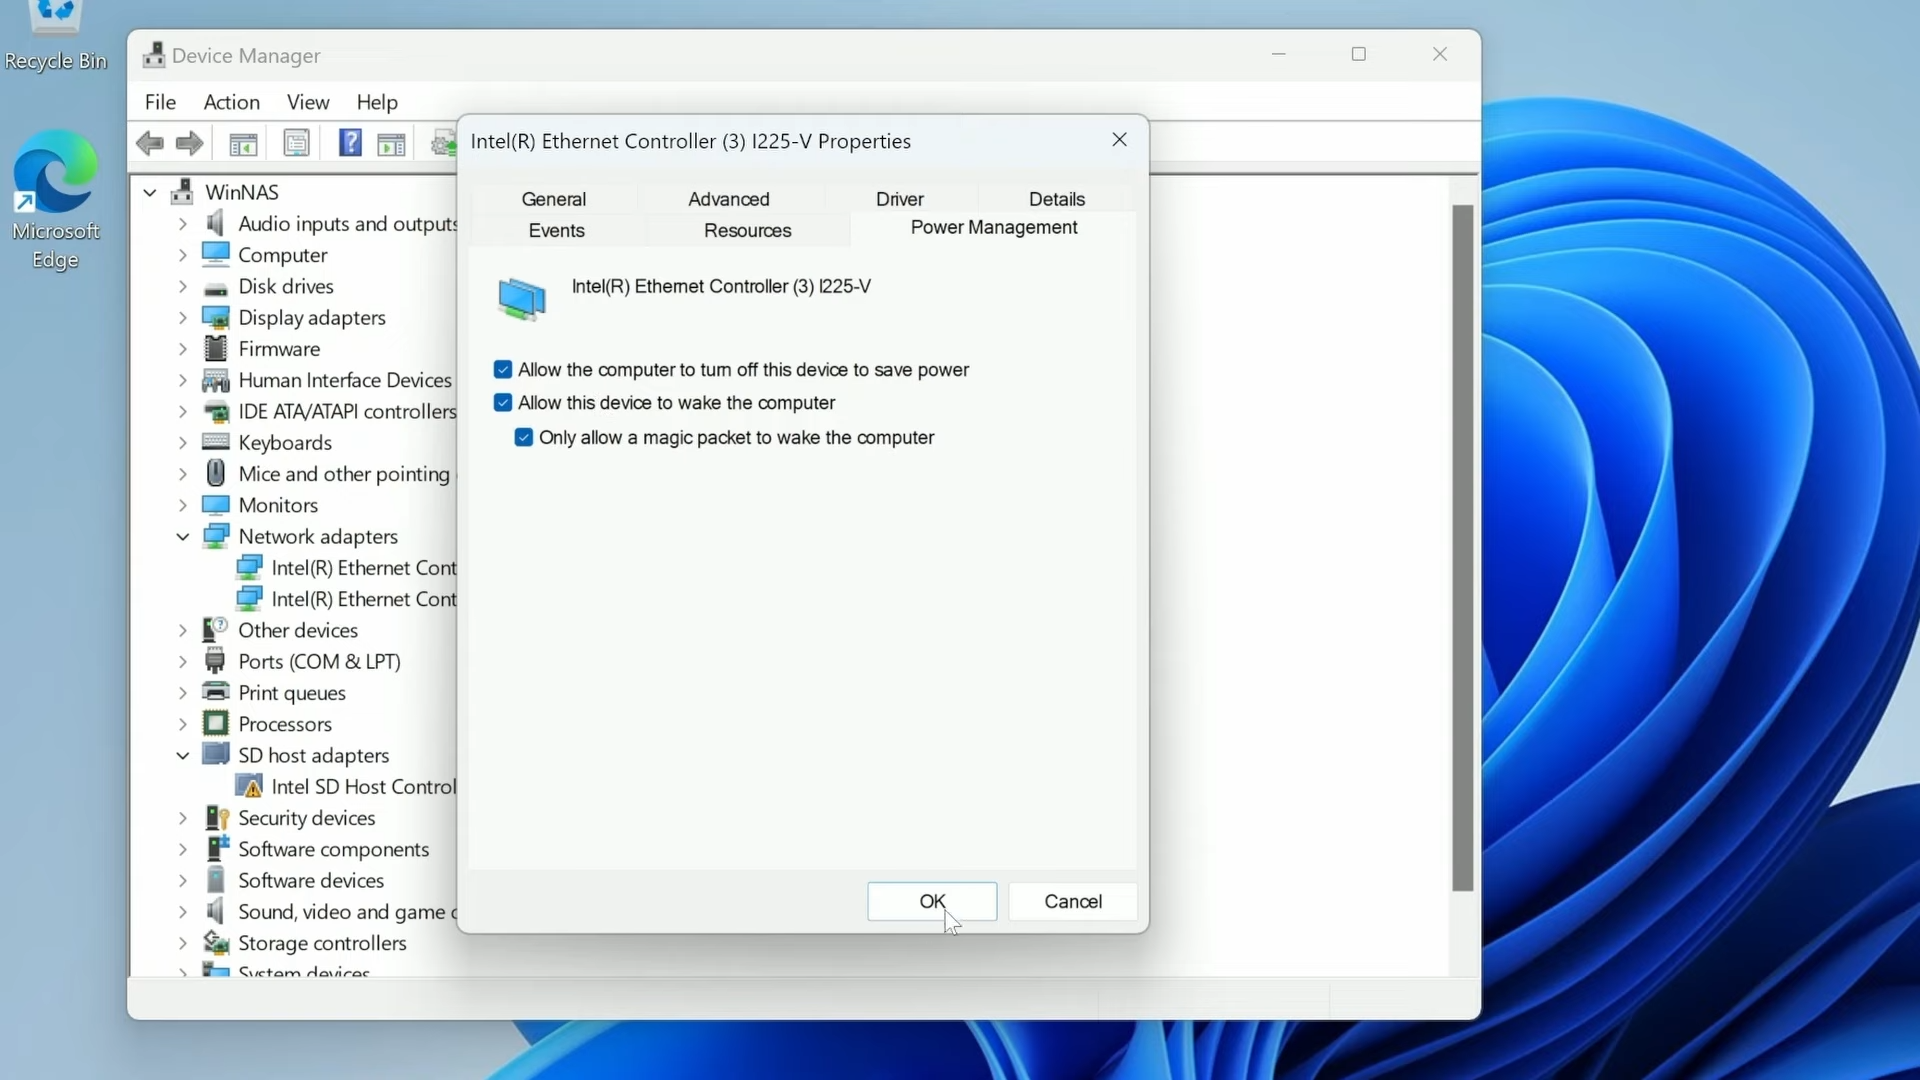 Recycle Bin
Microsoft
Edge
Device Manager
File Action View Help
WinNAS
Audio inputs and outputs
Computer
Disk drives
Display adapters
Firmware
Human Interface Devices
IDE ATA/ATAPI controllers
Keyboards
Mice and other pointing
Monitors
Network adapters
Intel(R) Ethernet Cont
Intel(R) Ethernet Cont
Other devices
Ports (COM & LPT)
Print queues
Processors
SD host adapters
Intel SD Host Control
Security devices
Software components
Software devices
Sound, video and game c
Storage controllers
System devices
Intel(R) Ethernet Controller (3) I225-V Properties
General Advanced Driver Details
Events Resources Power Management
Intel(R) Ethernet Controller (3) I225-V
Allow the computer to turn off this device to save power
Allow this device to wake the computer
Only allow a magic packet to wake the computer
OK Cancel